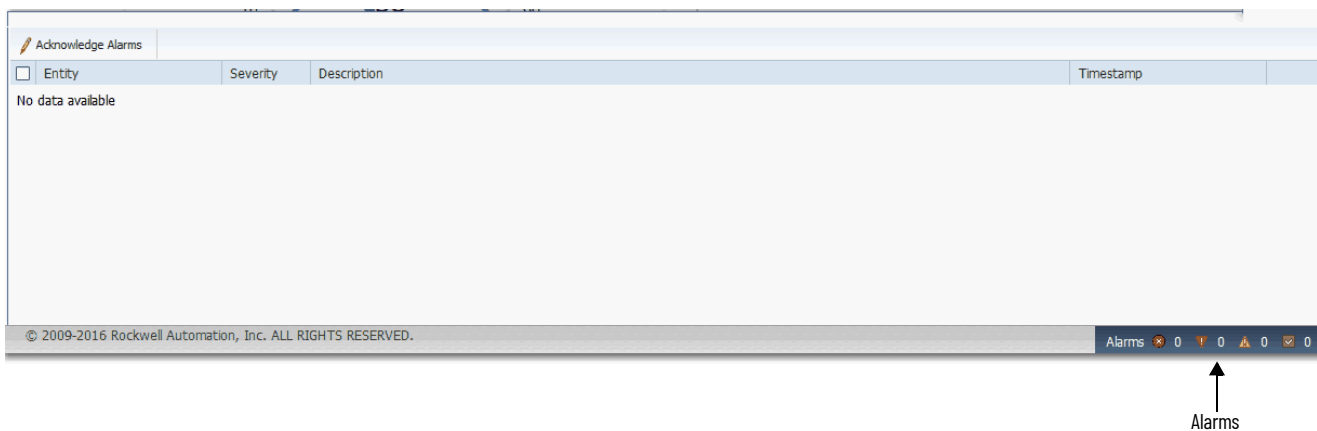 Acknowledge Alarms
Entity Severity Description Timestamp
No data available
© 2009-2016 Rockwell Automation, Inc. ALL RIGHTS RESERVED.
Alarms 0 0 0 0
Alarms